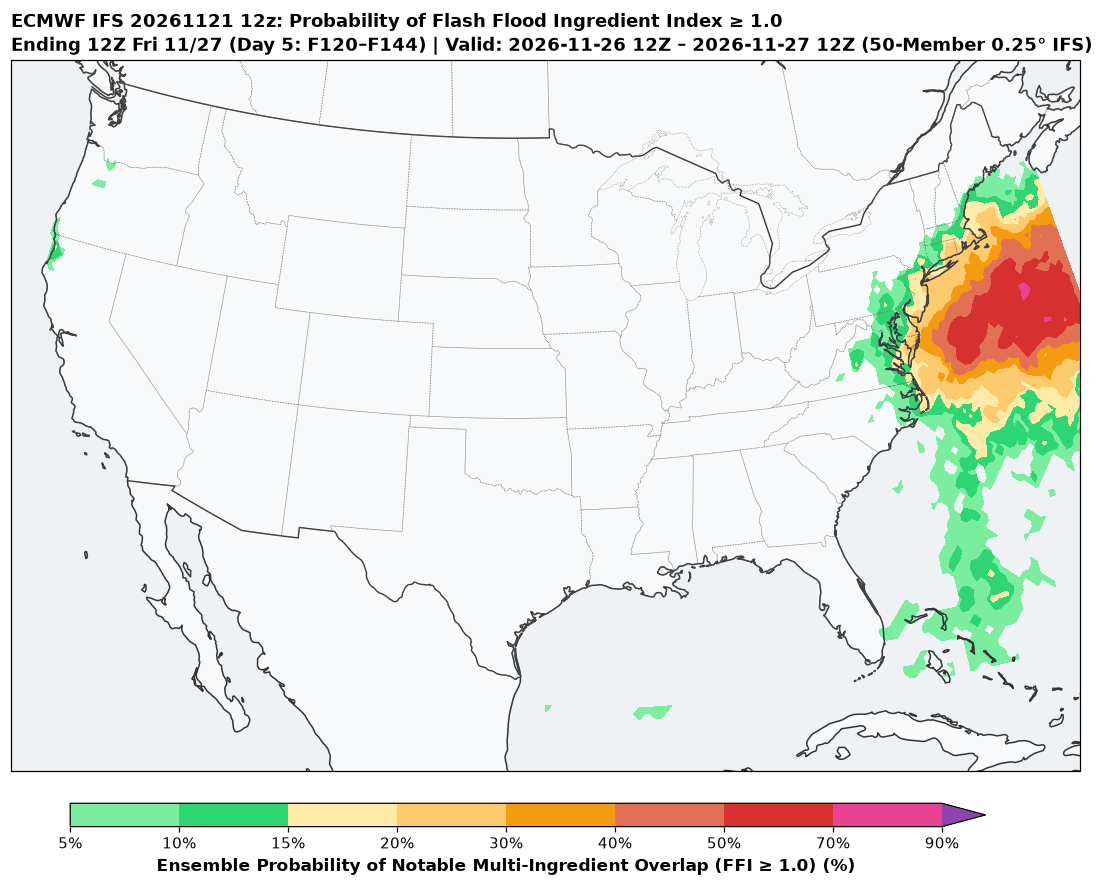 ECMWF IFS 20261121 12z: Probability of Flash Flood Ingredient Index ≥ 1.0
Ending 12Z Fri 11/27 (Day 5: F120–F144) | Valid: 2026-11-26 12Z – 2026-11-27 12Z (50-Member 0.25° IFS)
5% 10% 15% 20% 30% 40% 50% 70% 90%
Ensemble Probability of Notable Multi-Ingredient Overlap (FFI ≥ 1.0) (%)